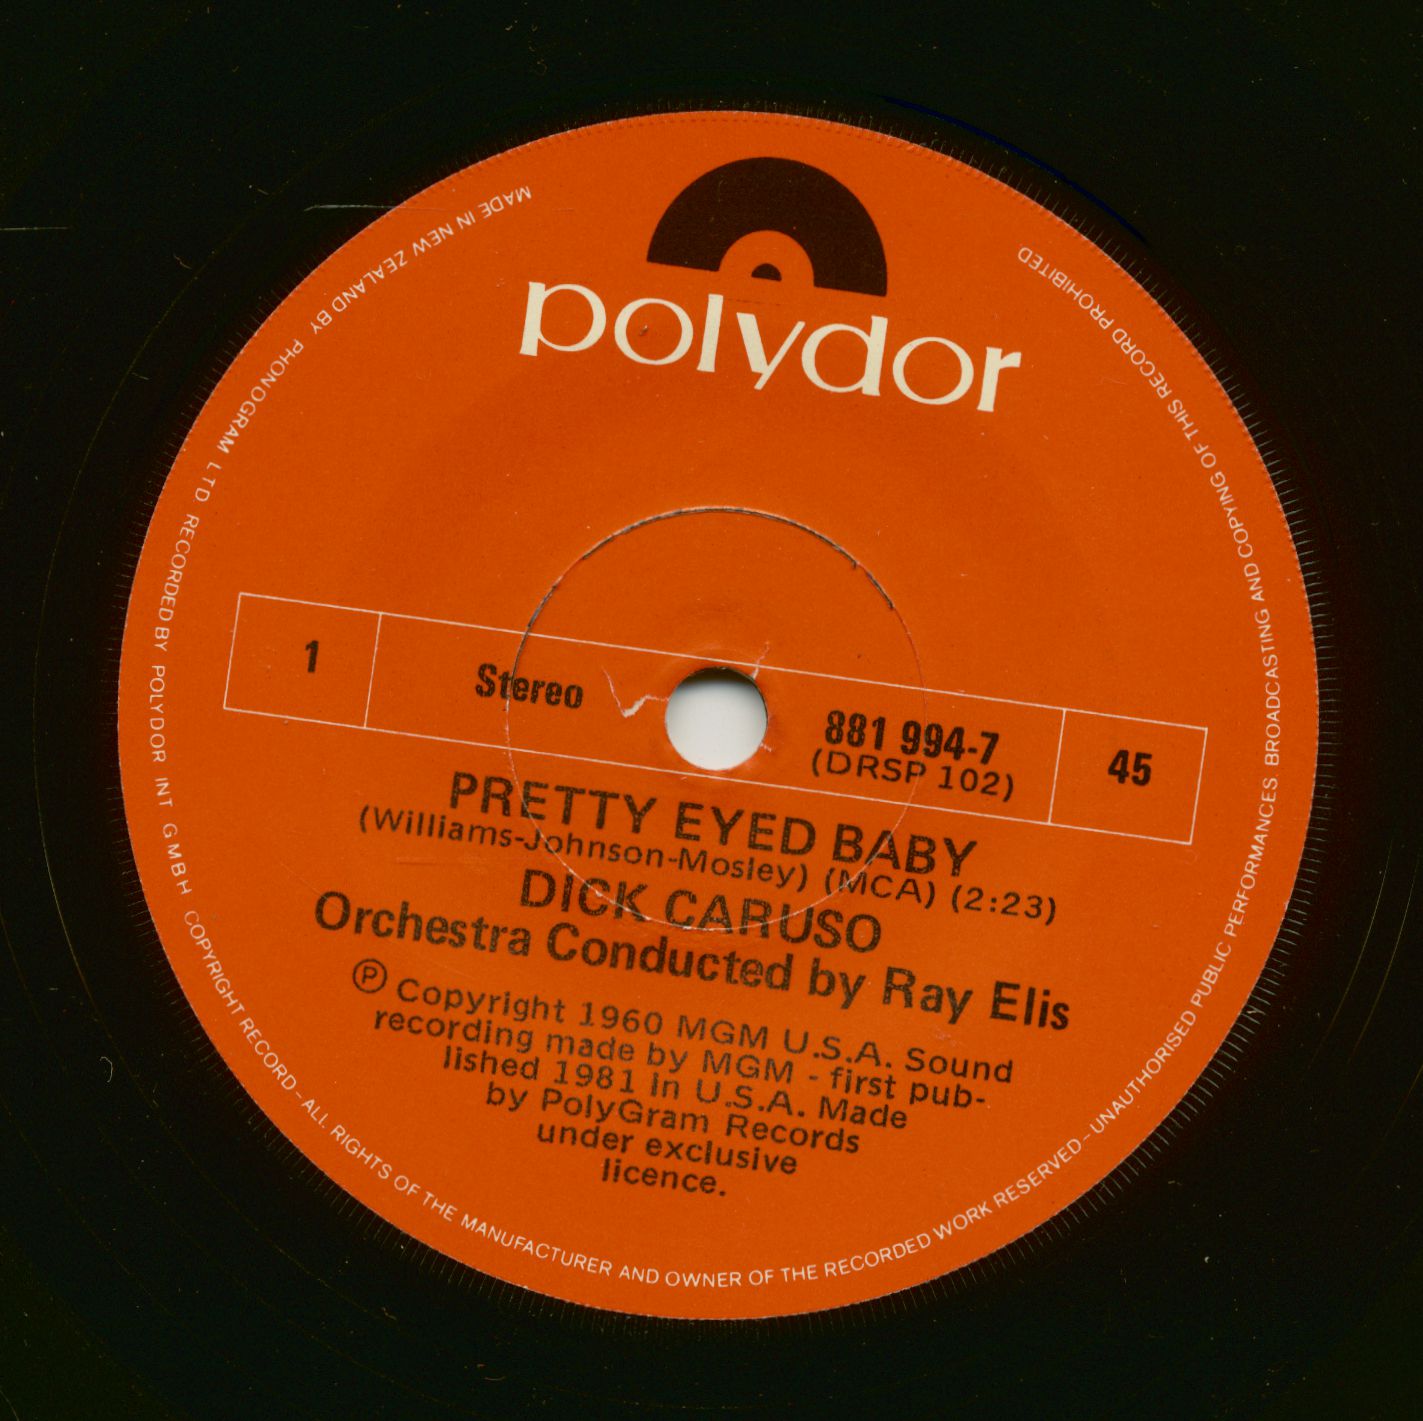 polydor
1
Stereo
881 994-7
(DRSP 102)
45
PRETTY EYED BABY
(Williams-Johnson-Mosley) (MCA) (2:23)
DICK CARUSO
Orchestra Conducted by Ray Elis
Ⓟ Copyright 1960 MGM U.S.A. Sound
recording made by MGM - first pub-
lished 1981 in U.S.A. Made
by PolyGram Records
under exclusive
licence.
MADE IN NEW ZEALAND BY PHONOGRAM LTD RECORDED BY POLYDOR INT GMBH COPYRIGHT RECORD - ALL RIGHTS OF THE MANUFACTURER AND OWNER OF THE RECORDED WORK RESERVED - UNAUTHORISED PUBLIC PERFORMANCES BROADCASTING AND COPYING OF THIS RECORD PROHIBITED